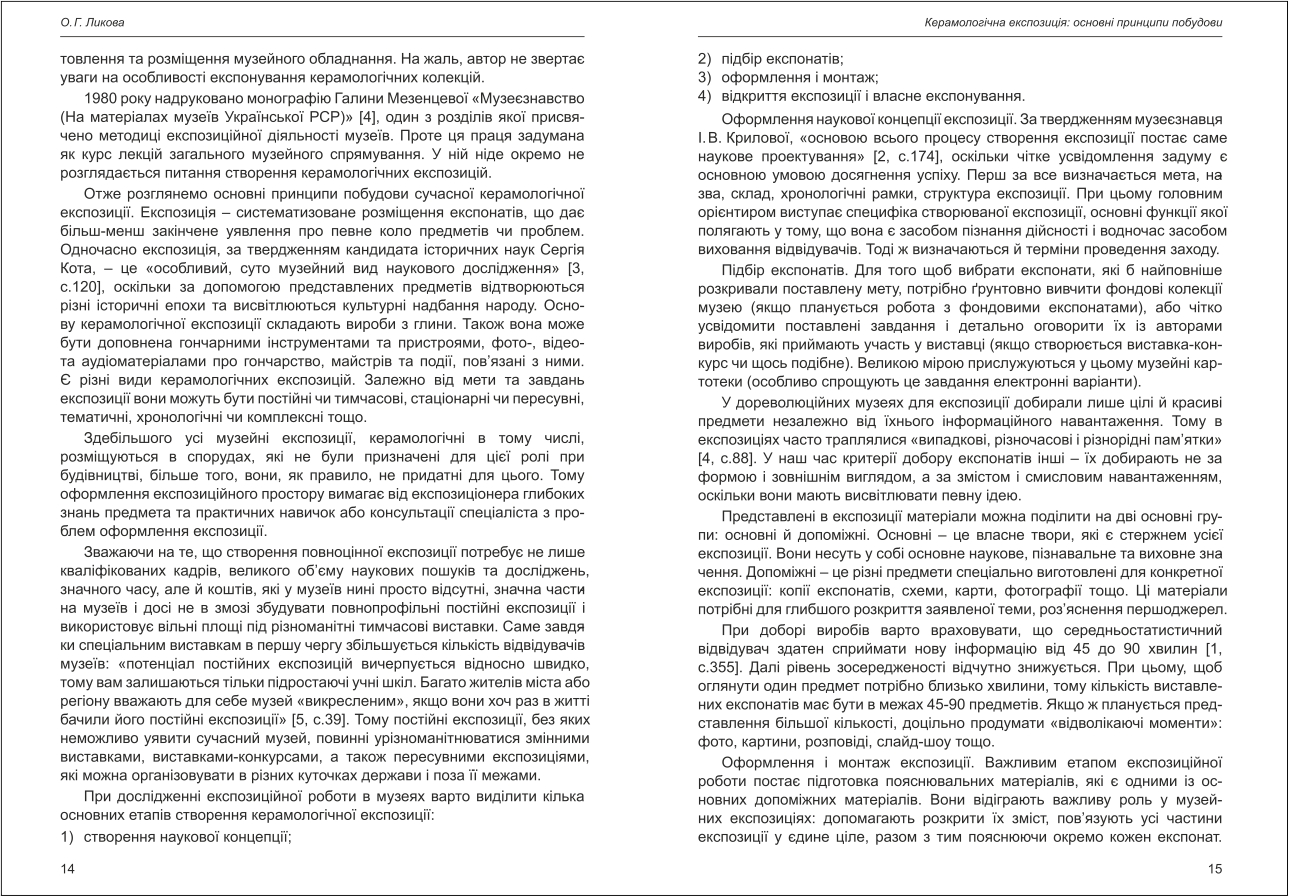 О. Г. Ликова
товлення та розміщення музейного обладнання. На жаль, автор не звертає
уваги на особливості експонування керамологічних колекцій.
1980 року надруковано монографію Галини Мезенцевої «Музеєзнавство
(На матеріалах музеїв Української РСР)» [4], один з розділів якої присвя-
чено методиці експозиційної діяльності музеїв. Проте ця праця задумана
як курс лекцій загального музейного спрямування. У ній ніде окремо не
розглядається питання створення керамологічних експозицій.
Отже розглянемо основні принципи побудови сучасної керамологічної
експозиції. Експозиція – систематизоване розміщення експонатів, що дає
більш-менш закінчене уявлення про певне коло предметів чи проблем.
Одночасно експозиція, за твердженням кандидата історичних наук Сергія
Кота, – це «особливий, суто музейний вид наукового дослідження» [3,
с.120], оскільки за допомогою представлених предметів відтворюються
різні історичні епохи та висвітлюються культурні надбання народу. Осно-
ву керамологічної експозиції складають вироби з глини. Також вона може
бути доповнена гончарними інструментами та пристроями, фото-, відео-
та аудіоматеріалами про гончарство, майстрів та події, пов’язані з ними.
Є різні види керамологічних експозицій. Залежно від мети та завдань
експозиції вони можуть бути постійні чи тимчасові, стаціонарні чи пересувні,
тематичні, хронологічні чи комплексні тощо.
Здебільшого усі музейні експозиції, керамологічні в тому числі,
розміщуються в спорудах, які не були призначені для цієї ролі при
будівництві, більше того, вони, як правило, не придатні для цього. Тому
оформлення експозиційного простору вимагає від експозиціонера глибоких
знань предмета та практичних навичок або консультації спеціаліста з про-
блем оформлення експозиції.
Зважаючи на те, що створення повноцінної експозиції потребує не лише
кваліфікованих кадрів, великого об’єму наукових пошуків та досліджень,
значного часу, але й коштів, які у музеїв нині просто відсутні, значна части-
на музеїв і досі не в змозі збудувати повнопрофільні постійні експозиції і
використовує вільні площі під різноманітні тимчасові виставки. Саме завдя
ки спеціальним виставкам в першу чергу збільшується кількість відвідувачів
музеїв: «потенціал постійних експозицій вичерпується відносно швидко,
тому вам залишаються тільки підростаючі учні шкіл. Багато жителів міста або
регіону вважають для себе музей «викресленим», якщо вони хоч раз в житті
бачили його постійні експозиції» [5, с.39]. Тому постійні експозиції, без яких
неможливо уявити сучасний музей, повинні урізноманітнюватися змінними
виставками, виставками-конкурсами, а також пересувними експозиціями,
які можна організовувати в різних куточках держави і поза її межами.
При дослідженні експозиційної роботи в музеях варто виділити кілька
основних етапів створення керамологічної експозиції:
1) створення наукової концепції;
14
Керамологічна експозиція: основні принципи побудови
2) підбір експонатів;
3) оформлення і монтаж;
4) відкриття експозиції і власне експонування.
Оформлення наукової концепції експозиції. За твердженням музеєзнавця
І. В. Крилової, «основою всього процесу створення експозиції постає саме
наукове проектування» [2, с.174], оскільки чітке усвідомлення задуму є
основною умовою досягнення успіху. Перш за все визначається мета, на
зва, склад, хронологічні рамки, структура експозиції. При цьому головним
орієнтиром виступає специфіка створюваної експозиції, основні функції якої
полягають у тому, що вона є засобом пізнання дійсності і водночас засобом
виховання відвідувачів. Тоді ж визначаються й терміни проведення заходу.
Підбір експонатів. Для того щоб вибрати експонати, які б найповніше
розкривали поставлену мету, потрібно ґрунтовно вивчити фондові колекції
музею (якщо планується робота з фондовими експонатами), або чітко
усвідомити поставлені завдання і детально оговорити їх із авторами
виробів, які приймають участь у виставці (якщо створюється виставка-кон-
курс чи щось подібне). Великою мірою прислужуються у цьому музейні кар-
тотеки (особливо спрощують це завдання електронні варіанти).
У дореволюційних музеях для експозиції добирали лише цілі й красиві
предмети незалежно від їхнього інформаційного навантаження. Тому в
експозиціях часто траплялися «випадкові, різночасові і різнорідні пам’ятки»
[4, с.88]. У наш час критерії добору експонатів інші – їх добирають не за
формою і зовнішнім виглядом, а за змістом і смисловим навантаженням,
оскільки вони мають висвітлювати певну ідею.
Представлені в експозиції матеріали можна поділити на дві основні гру-
пи: основні й допоміжні. Основні – це власне твори, які є стержнем усієї
експозиції. Вони несуть у собі основне наукове, пізнавальне та виховне зна
чення. Допоміжні – це різні предмети спеціально виготовлені для конкретної
експозиції: копії експонатів, схеми, карти, фотографії тощо. Ці матеріали
потрібні для глибшого розкриття заявленої теми, роз’яснення першоджерел.
При доборі виробів варто враховувати, що середньостатистичний
відвідувач здатен сприймати нову інформацію від 45 до 90 хвилин [1,
с.355]. Далі рівень зосередженості відчутно знижується. При цьому, щоб
оглянути один предмет потрібно близько хвилини, тому кількість виставле-
них експонатів має бути в межах 45-90 предметів. Якщо ж планується пред-
ставлення більшої кількості, доцільно продумати «відволікаючі моменти»:
фото, картини, розповіді, слайд-шоу тощо.
Оформлення і монтаж експозиції. Важливим етапом експозиційної
роботи постає підготовка пояснювальних матеріалів, які є одними із ос-
новних допоміжних матеріалів. Вони відіграють важливу роль у музей-
них експозиціях: допомагають розкрити їх зміст, пов’язують усі частини
експозиції у єдине ціле, разом з тим пояснюючи окремо кожен експонат.
15